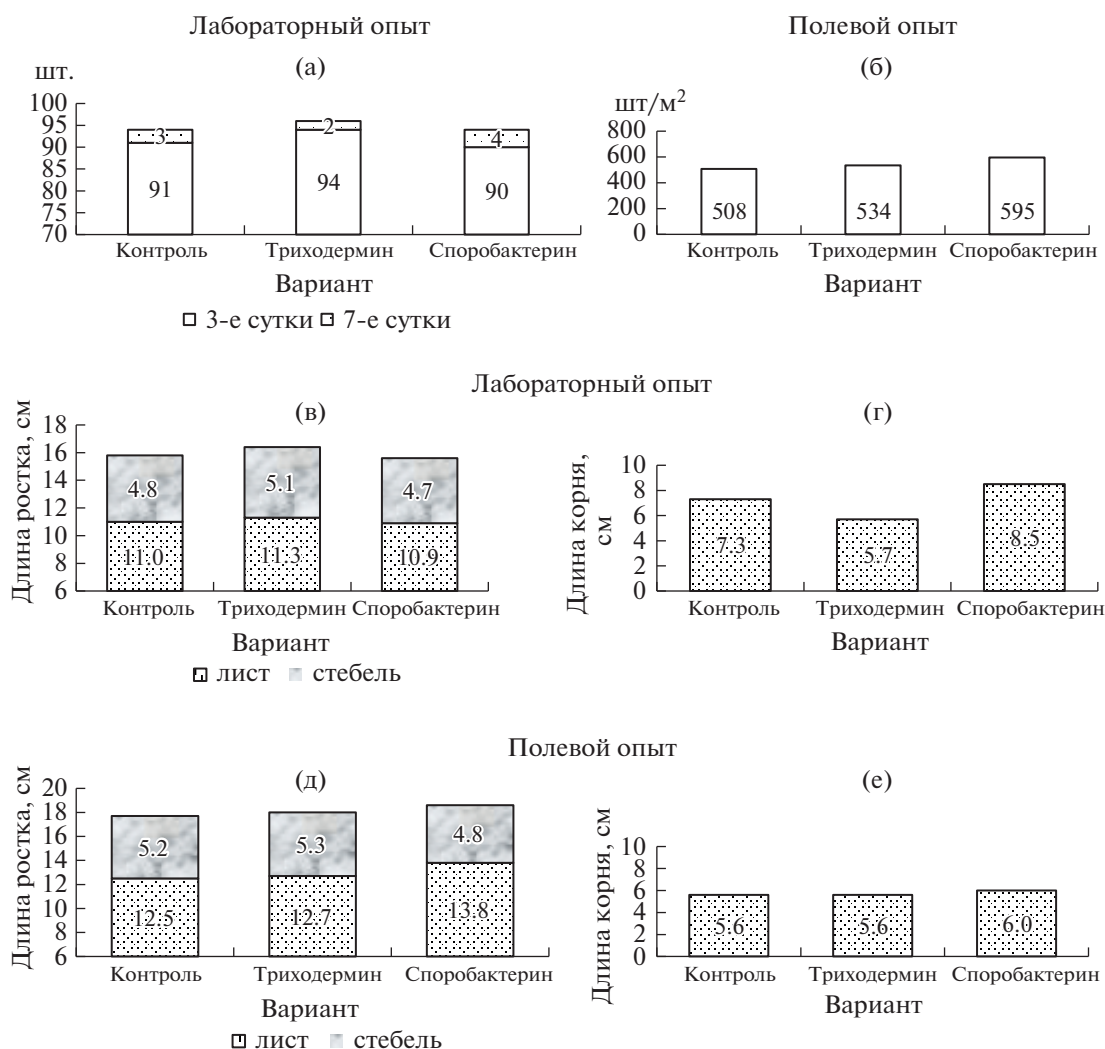 Лабораторный опыт
Полевой опыт
(а)
(б)
шт.
100
95
90
85
80
75
70
3
2
4
91
94
90
Контроль Триходермин Споробактерин
Вариант
3-е сутки 7-е сутки
шт/м²
800
600
400
200
0
508 534 595
Контроль Триходермин Споробактерин
Вариант
Лабораторный опыт
(в)
(г)
Длина ростка, см
18
16
14
12
10
8
6
4.8 5.1 4.7
11.0 11.3 10.9
Контроль Триходермин Споробактерин
Вариант
лист стебель
Длина корня,
см
10
8
6
4
2
0
7.3 5.7 8.5
Контроль Триходермин Споробактерин
Вариант
Полевой опыт
(д)
(е)
Длина ростка, см
20
18
16
14
12
10
8
6
5.2 5.3 4.8
12.5 12.7 13.8
Контроль Триходермин Споробактерин
Вариант
лист стебель
Длина корня, см
10
8
6
4
2
0
5.6 5.6 6.0
Контроль Триходермин Споробактерин
Вариант